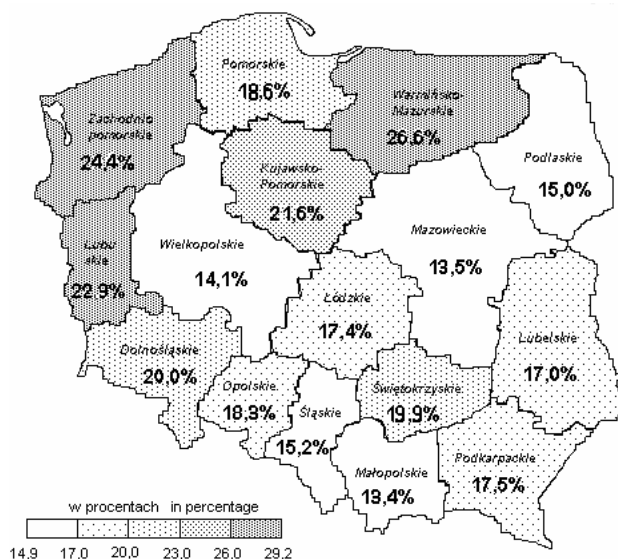 Pomorskie
18,6%
Warmińsko-
Mazurskie
26,6%
Zachodnio
pomorskie
24,4%
Podlaskie
15,0%
Kujawsko-
Pomorskie
21,6%
Mazowieckie
13,5%
Lubu
skie
22,9%
Wielkopolskie
14,1%
Łódzkie
17,4%
Lubelskie
17,0%
Dolnośląskie
20,0%
Opolskie
18,3%
Śląskie
15,2%
Świętokrzyskie
19,9%
Małopolskie
13,4%
Podkarpackie
17,5%
w procentach in percentage
14.9 17.0 20.0 23.0 26.0 29.2